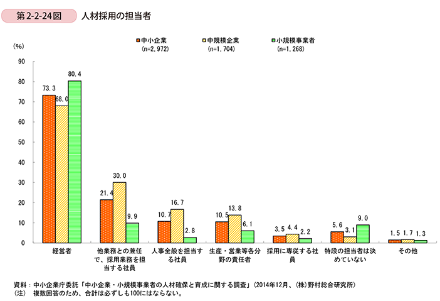 第2-2-24図 人材採用の担当者
(%)
中小企業 中規模企業 小規模事業者
(n=2,972) (n=1,704) (n=1,268)
90
80
70
60
50
40
30
20
10
0
73.3 68.0 80.4
21.4 30.0 9.9
10.7 16.7 2.8
10.5 13.8 6.1
3.5 4.4 2.2
5.6 3.1 9.0
1.5 1.7 1.3
経営者
他業務との兼任
で、採用業務を担
当する社員
人事全般を担当す
る社員
生産・営業等各分
野の責任者
採用に専従する社
員
特段の担当者は決
めていない
その他
資料：中小企業庁委託「中小企業・小規模事業者の人材確保と育成に関する調査」(2014年12月、(株)野村総合研究所)
(注) 複数回答のため、合計は必ずしも100にはならない。